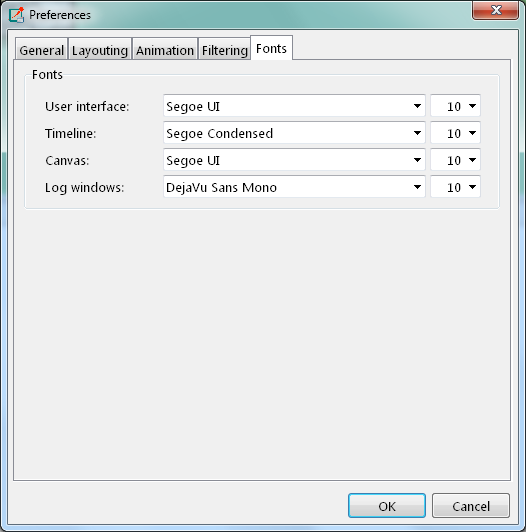 Preferences
General Layouting Animation Filtering Fonts
Fonts
User interface: Segoe UI 10
Timeline: Segoe Condensed 10
Canvas: Segoe UI 10
Log windows: DejaVu Sans Mono 10
OK Cancel